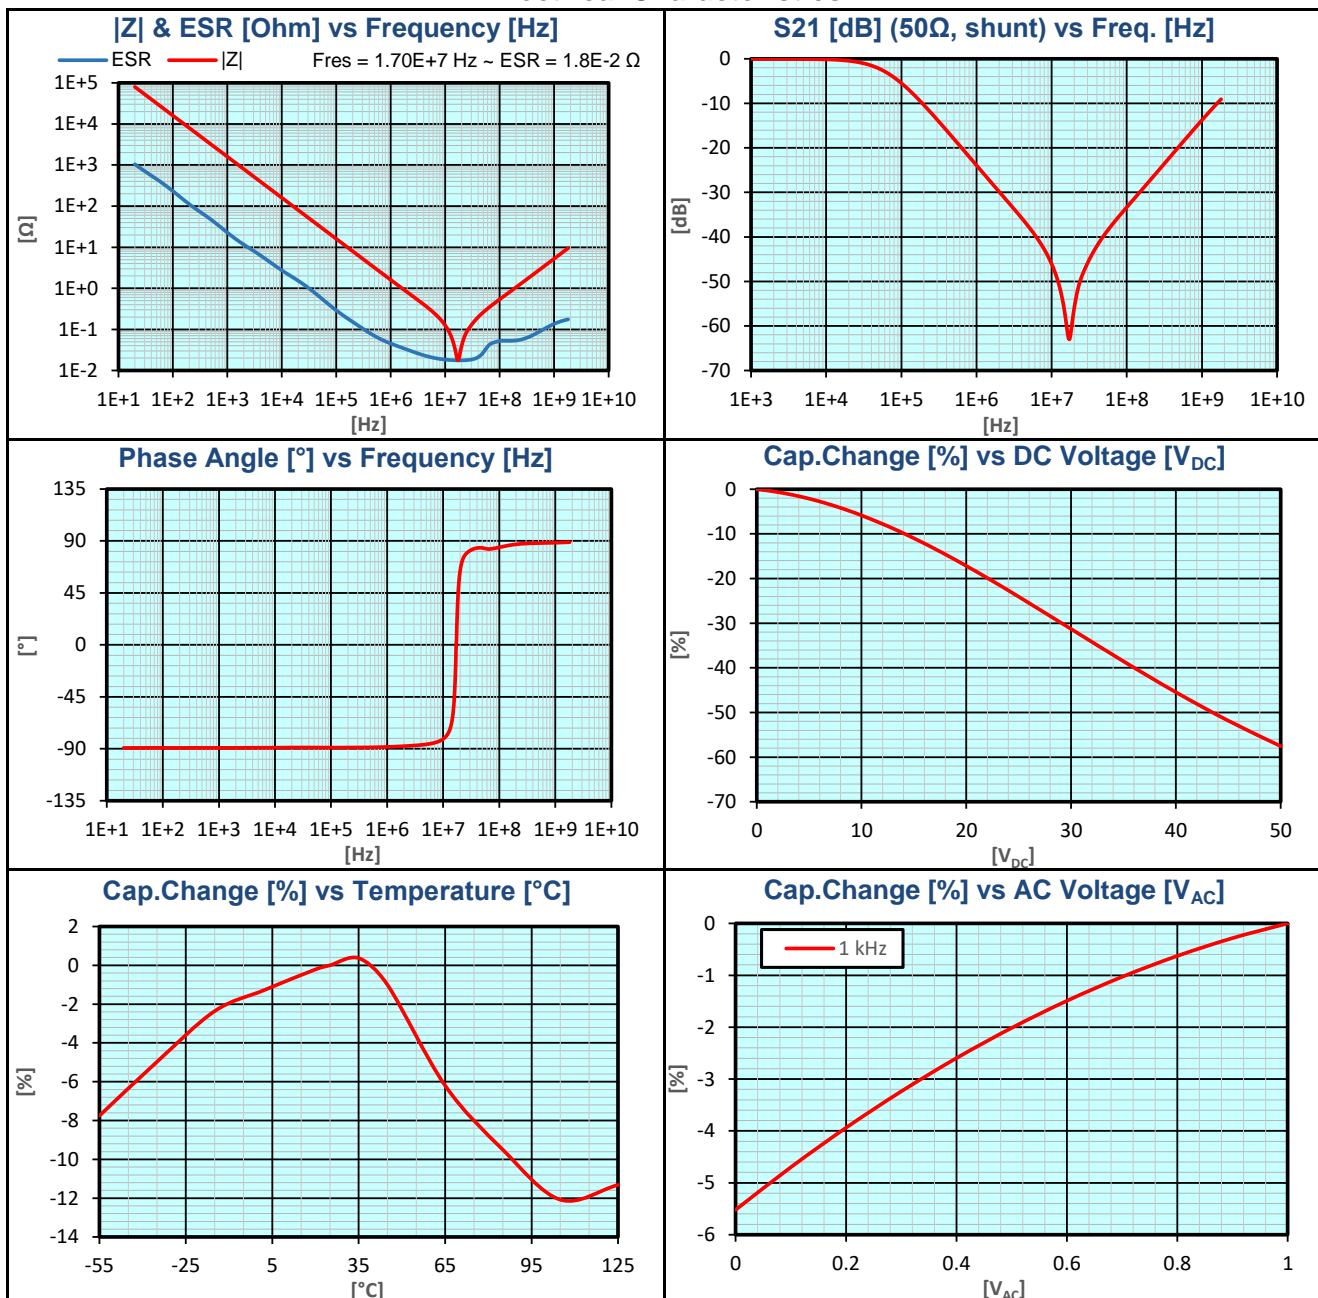 |Z| & ESR [Ohm] vs Frequency [Hz]
ESR |Z| Fres = 1.70E+7 Hz ~ ESR = 1.8E-2 Ω
1E+5
1E+4
1E+3
1E+2
1E+1
1E+0
1E-1
1E-2
[Ω]
1E+1 1E+2 1E+3 1E+4 1E+5 1E+6 1E+7 1E+8 1E+9 1E+10
[Hz]
S21 [dB] (50Ω, shunt) vs Freq. [Hz]
0
-10
-20
-30
-40
-50
-60
-70
[dB]
1E+3 1E+4 1E+5 1E+6 1E+7 1E+8 1E+9 1E+10
[Hz]
Phase Angle [°] vs Frequency [Hz]
135
90
45
0
-45
-90
-135
[°]
1E+1 1E+2 1E+3 1E+4 1E+5 1E+6 1E+7 1E+8 1E+9 1E+10
[Hz]
Cap.Change [%] vs DC Voltage [VDC]
0
-10
-20
-30
-40
-50
-60
-70
[%]
0 10 20 30 40 50
[VDC]
Cap.Change [%] vs Temperature [°C]
2
0
-2
-4
-6
-8
-10
-12
-14
[%]
-55 -25 5 35 65 95 125
[°C]
Cap.Change [%] vs AC Voltage [VAC]
1 kHz
0
-1
-2
-3
-4
-5
-6
[%]
0 0.2 0.4 0.6 0.8 1
[VAC]